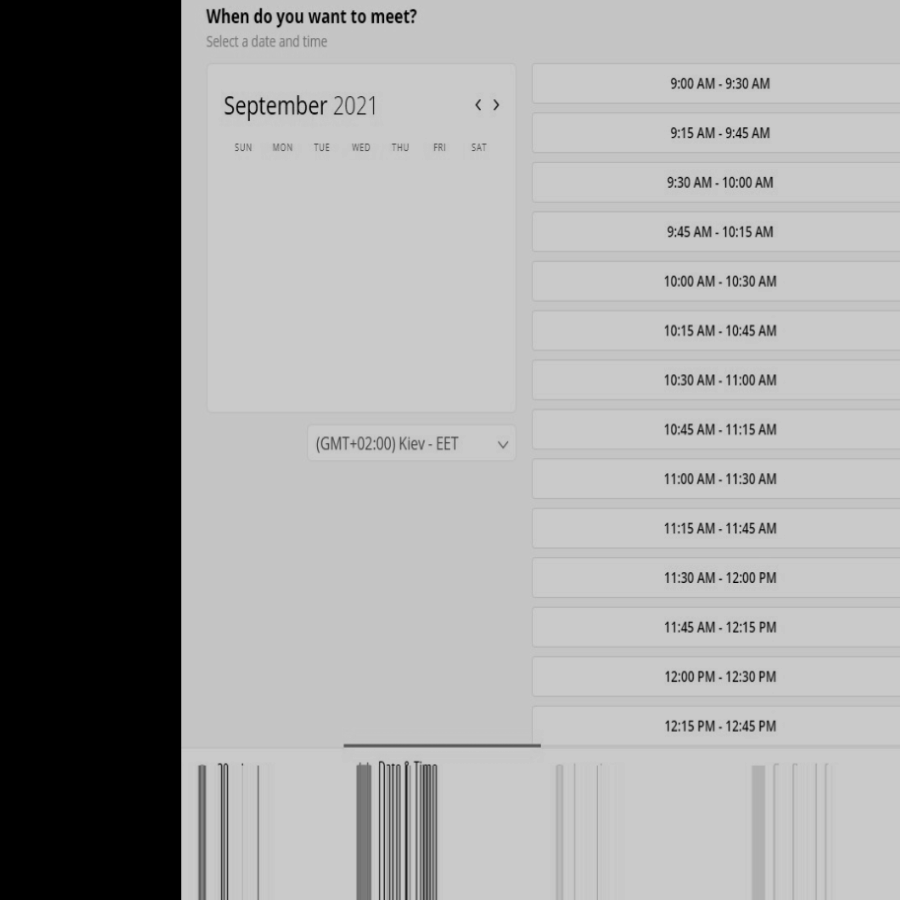 When do you want to meet?
Select a date and time
September 2021
SUN MON TUE WED THU FRI SAT
(GMT+02:00) Kiev - EET
9:00 AM - 9:30 AM
9:15 AM - 9:45 AM
9:30 AM - 10:00 AM
9:45 AM - 10:15 AM
10:00 AM - 10:30 AM
10:15 AM - 10:45 AM
10:30 AM - 11:00 AM
10:45 AM - 11:15 AM
11:00 AM - 11:30 AM
11:15 AM - 11:45 AM
11:30 AM - 12:00 PM
11:45 AM - 12:15 PM
12:00 PM - 12:30 PM
12:15 PM - 12:45 PM
Date & Time